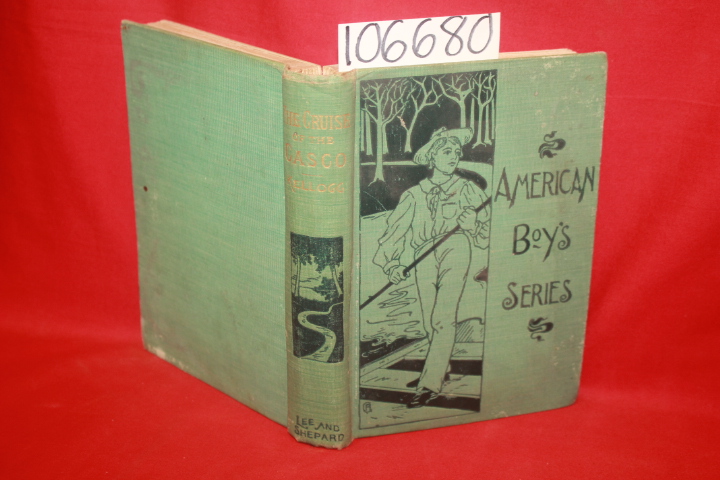 106680
THE CRUISE
OF THE
CASCO
KELLOGG
LEE AND
SHEPARD
AMERICAN
BOY'S
SERIES